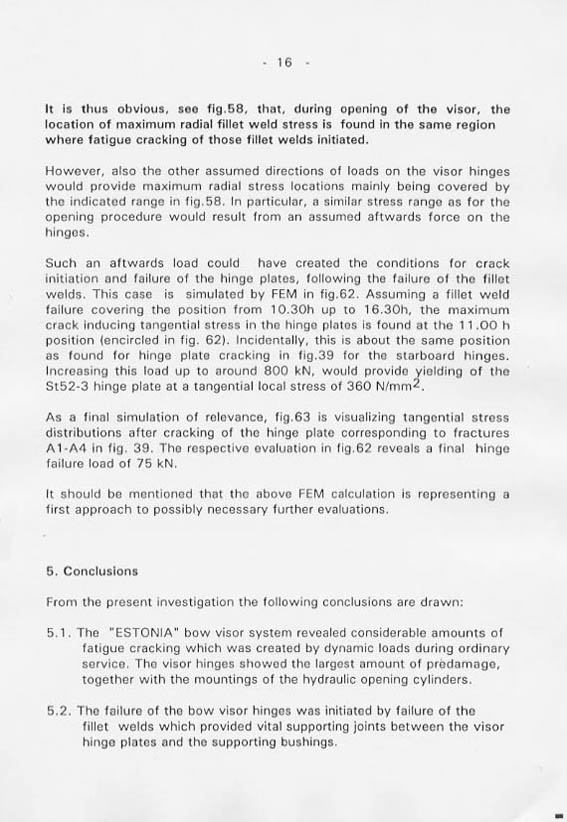 - 16 -
It is thus obvious, see fig.58, that, during opening of the visor, the
location of maximum radial fillet weld stress is found in the same region
where fatigue cracking of those fillet welds initiated.
However, also the other assumed directions of loads on the visor hinges
would provide maximum radial stress locations mainly being covered by
the indicated range in fig.58. In particular, a similar stress range as for the
opening procedure would result from an assumed aftwards force on the
hinges.
Such an aftwards load could have created the conditions for crack
initiation and failure of the hinge plates, following the failure of the fillet
welds. This case is simulated by FEM in fig.62. Assuming a fillet weld
failure covering the position from 10.30h up to 16.30h, the maximum
crack inducing tangential stress in the hinge plates is found at the 11.00 h
position (encircled in fig. 62). Incidentally, this is about the same position
as found for hinge plate cracking in fig.39 for the starboard hinges.
Increasing this load up to around 800 kN, would provide yielding of the
St52-3 hinge plate at a tangential local stress of 360 N/mm².
As a final simulation of relevance, fig.63 is visualizing tangential stress
distributions after cracking of the hinge plate corresponding to fractures
A1-A4 in fig. 39. The respective evaluation in fig.62 reveals a final hinge
failure load of 75 kN.
It should be mentioned that the above FEM calculation is representing a
first approach to possibly necessary further evaluations.
5. Conclusions
From the present investigation the following conclusions are drawn:
5.1. The "ESTONIA" bow visor system revealed considerable amounts of
fatigue cracking which was created by dynamic loads during ordinary
service. The visor hinges showed the largest amount of predamage,
together with the mountings of the hydraulic opening cylinders.
5.2. The failure of the bow visor hinges was initiated by failure of the
fillet welds which provided vital supporting joints between the visor
hinge plates and the supporting bushings.